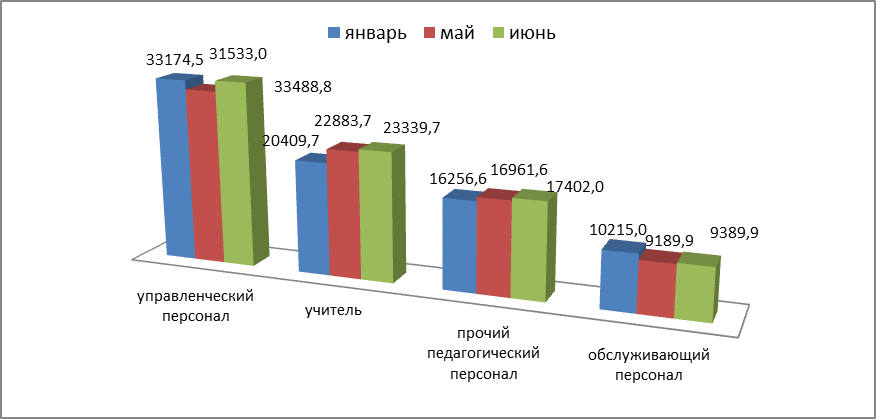 январь май июнь
33174,5 31533,0
33488,8
20409,7 22883,7 23339,7
16256,6 16961,6 17402,0
10215,0 9189,9 9389,9
управленческий
персонал
учитель
прочий
педагогический
персонал
обслуживающий
персонал